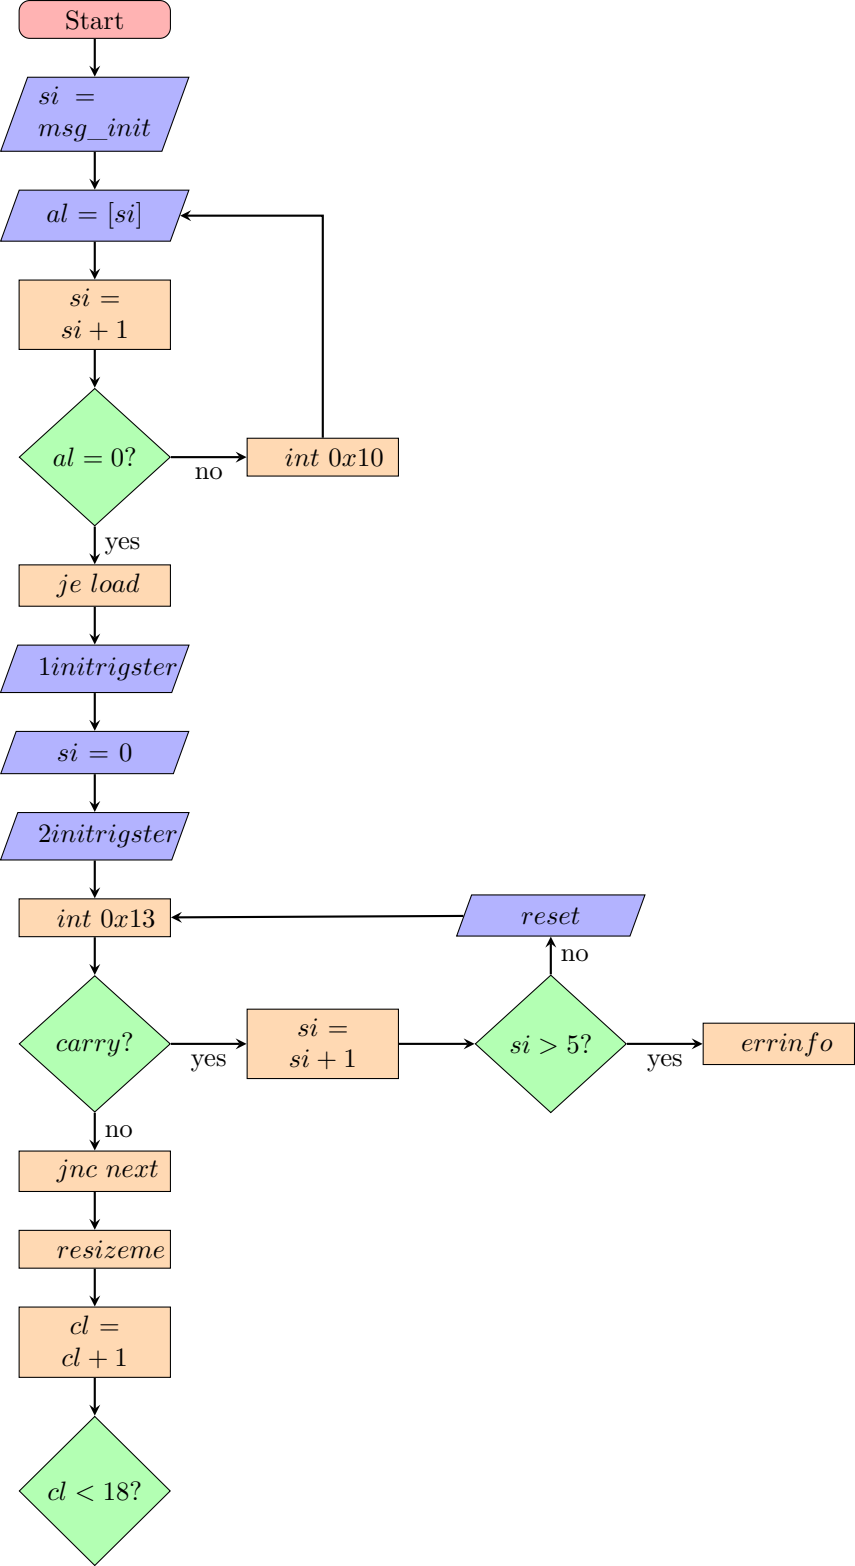 Start
si =
msg_init
al = [si]
si =
si + 1
al = 0?
no
int 0x10
yes
je load
1initrigster
si = 0
2initrigster
int 0x13
reset
no
carry?
yes
si =
si + 1
si > 5?
yes
errinfo
no
jnc next
resizeme
cl =
cl + 1
cl < 18?